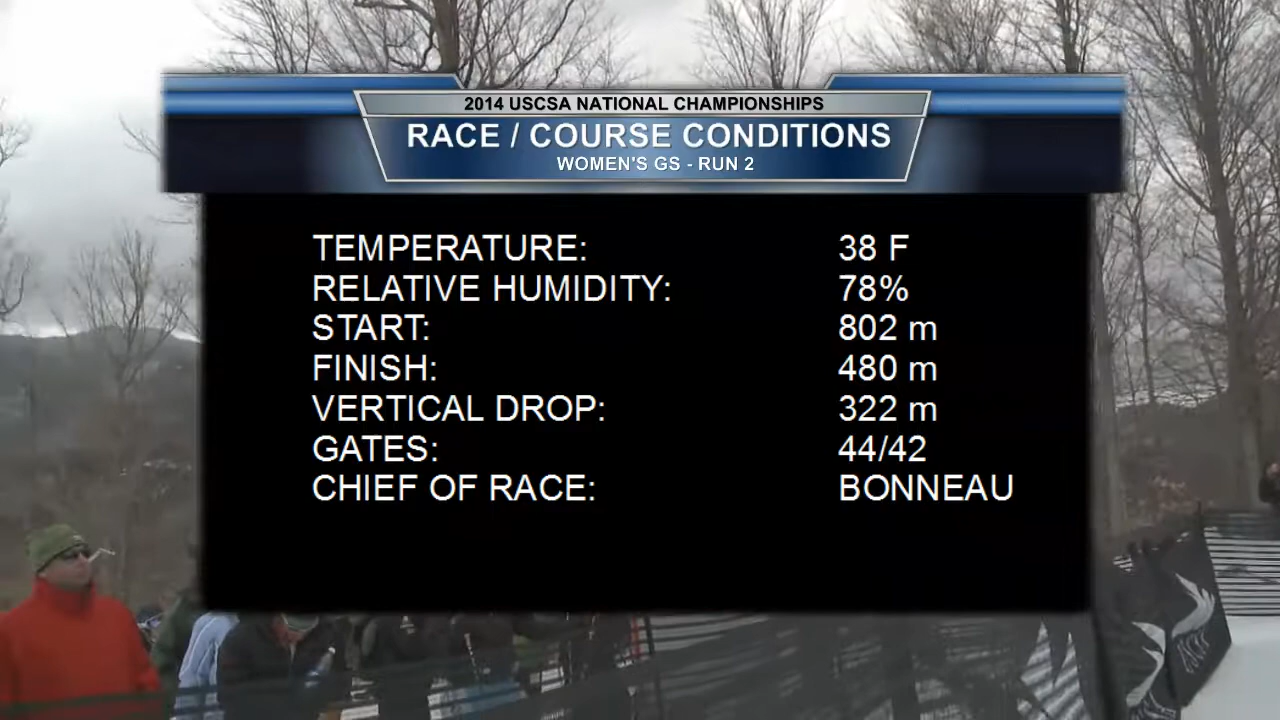 2014 USCSA NATIONAL CHAMPIONSHIPS
RACE / COURSE CONDITIONS
WOMEN'S GS - RUN 2
TEMPERATURE: 38 F
RELATIVE HUMIDITY: 78%
START: 802 m
FINISH: 480 m
VERTICAL DROP: 322 m
GATES: 44/42
CHIEF OF RACE: BONNEAU